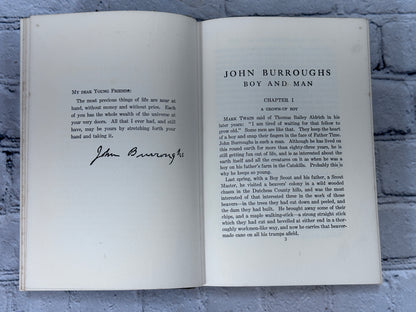 My dear Young Friends:
The most precious things of life are near at
hand, without money and without price. Each
of you has the whole wealth of the universe at
your very doors. All that I ever had, and still
have, may be yours by stretching forth your
hand and taking it.
John Burroughs
JOHN BURROUGHS
BOY AND MAN
CHAPTER I
A GROWN-UP BOY
Mark Twain said of Thomas Bailey Aldrich in his
later years: "I am tired of waiting for that fellow to
grow old." Some men are like that. They keep the heart
of a boy and snap their fingers in the face of Father Time.
John Burroughs is such a one. Although he has lived on
this round earth for more than eighty-three years, he is
still getting fun out of life, and is as interested about the
earth itself and all the creatures on it as when he was a
boy on his father's farm in the Catskills. Probably this is
why he keeps so young.
Last spring, with a Boy Scout and his father, a Scout
Master, he visited a beavers' colony in a wild wooded
chasm in the Dutchess County hills, and was the most
interested of that interested three in the work of those
beavers—in the trees they had cut down and peeled, and
the dam they had built. He brought away some of their
chips, and a maple walking-stick—a strong straight stick
which they had cut and bevelled at either end in a thor-
oughly workmen-like way, and now he carries that beaver-
made cane on all his tramps afield.
3